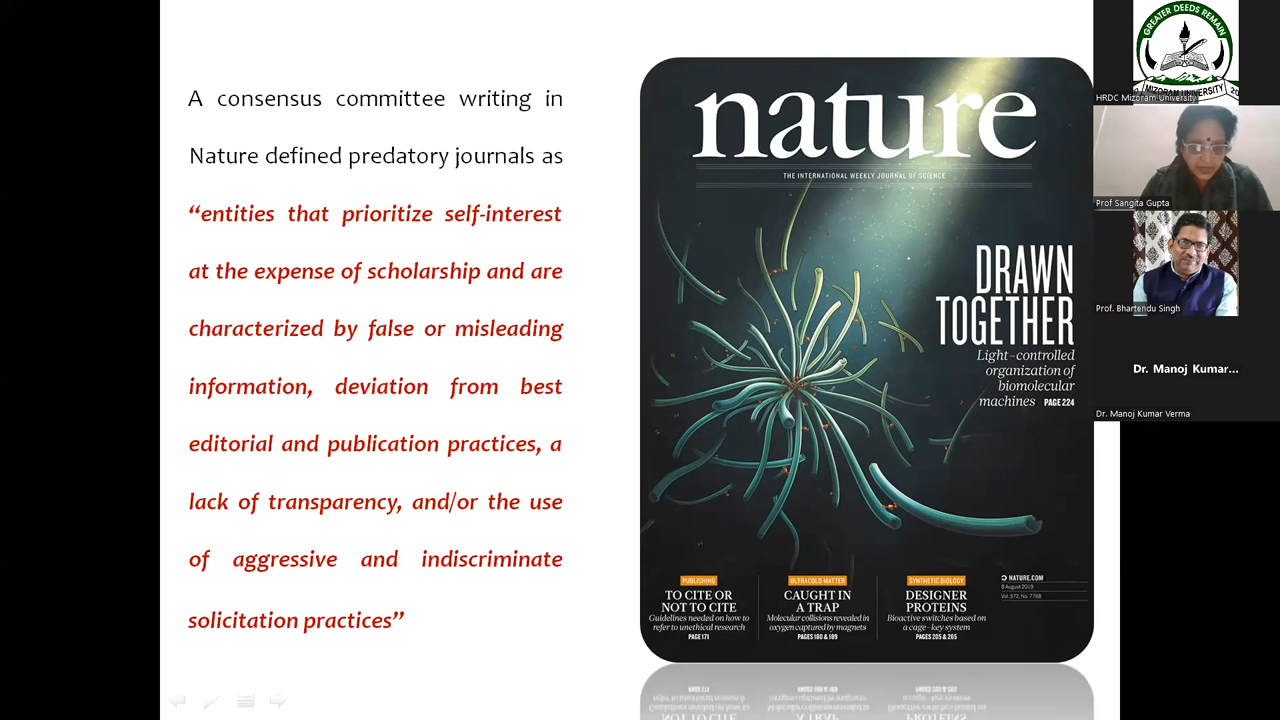 A consensus committee writing in
Nature defined predatory journals as
“entities that prioritize self-interest
at the expense of scholarship and are
characterized by false or misleading
information, deviation from best
editorial and publication practices, a
lack of transparency, and/or the use
of aggressive and indiscriminate
solicitation practices”
nature
THE INTERNATIONAL WEEKLY JOURNAL OF SCIENCE
DRAWN
TOGETHER
Light-controlled
organization of
biomolecular
machines PAGE 224
PUBLISHING
TO CITE OR
NOT TO CITE
Guidelines needed on how to
refer to unethical research
PAGE 171
ULTRACOLD MATTER
CAUGHT IN
A TRAP
Molecular collisions revealed in
oxygen captured by magnets
PAGES 180 & 189
SYNTHETIC BIOLOGY
DESIGNER
PROTEINS
Bioactive switches based on
a cage-key system
PAGES 205 & 265
NATURE.COM
8 August 2019
Vol. 572, No. 7768
GREATER DEEDS REMAIN
MIZORAM UNIVERSITY
HRDC Mizoram University
Prof Sangita Gupta
Prof. Bhartendu Singh
Dr. Manoj Kumar...
Dr. Manoj Kumar Verma